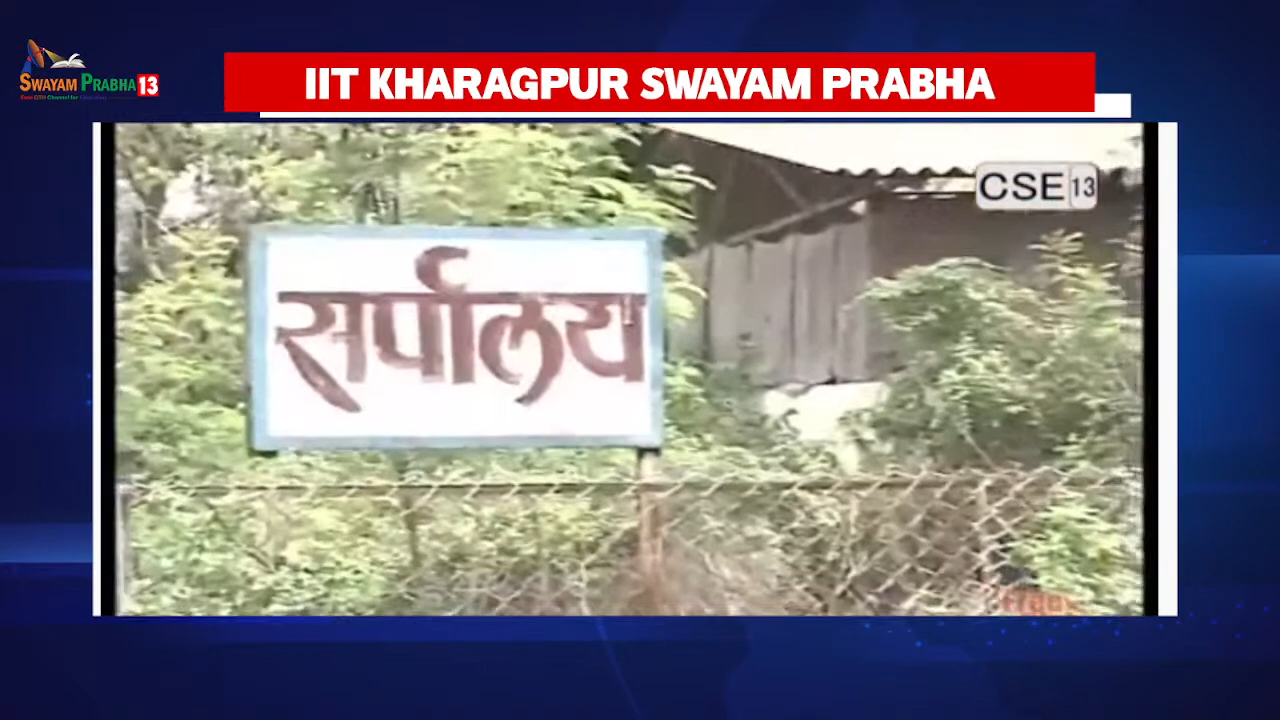 IIT KHARAGPUR SWAYAM PRABHA
SWAYAM PRABHA 13
CSE 13
सर्पालय